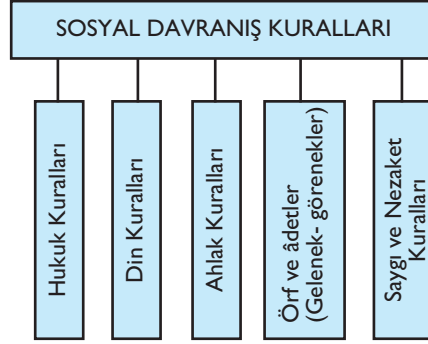 SOSYAL DAVRANIŞ KURALLARI
Hukuk Kuralları
Din Kuralları
Ahlak Kuralları
Örf ve âdetler
(Gelenek- görenekler)
Saygı ve Nezaket
Kuralları